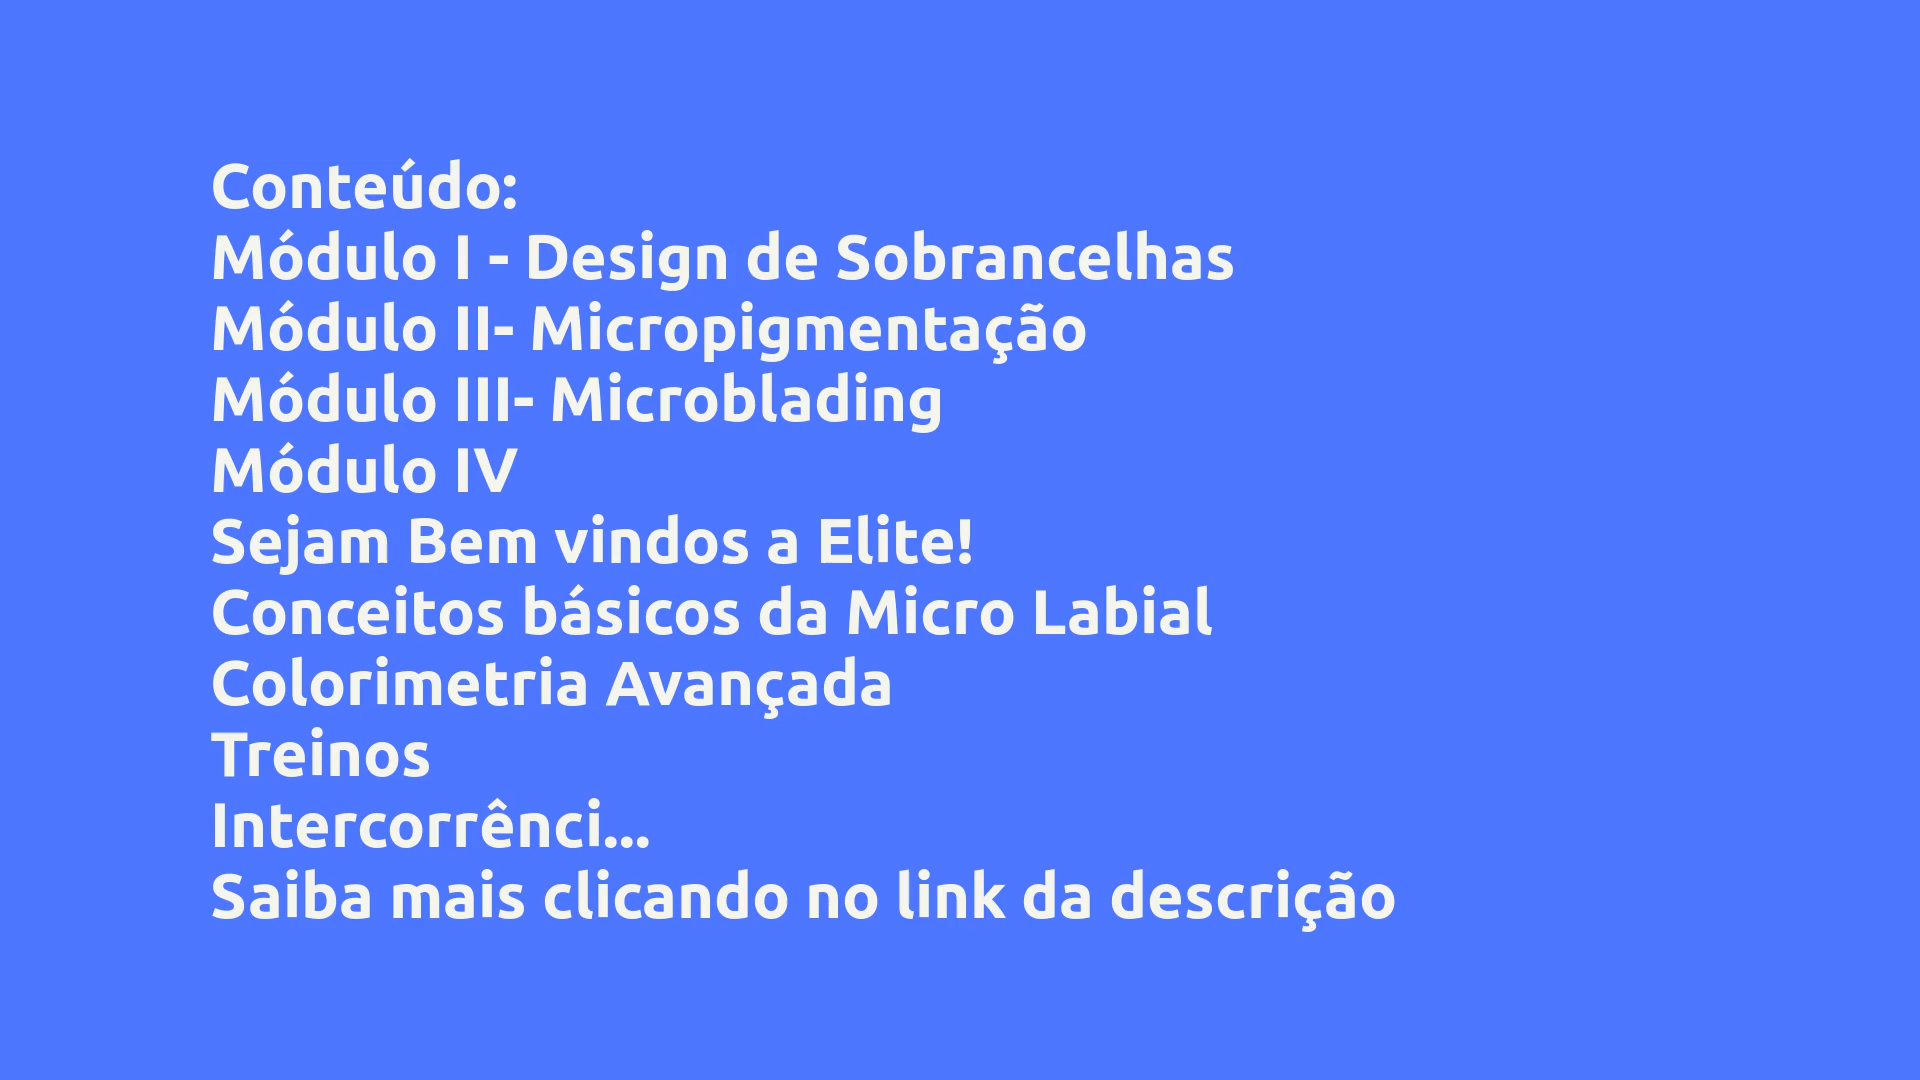 Conteúdo:
Módulo I - Design de Sobrancelhas
Módulo II- Micropigmentação
Módulo III- Microblading
Módulo IV
Sejam Bem vindos a Elite!
Conceitos básicos da Micro Labial
Colorimetria Avançada
Treinos
Intercorrênci...
Saiba mais clicando no link da descrição